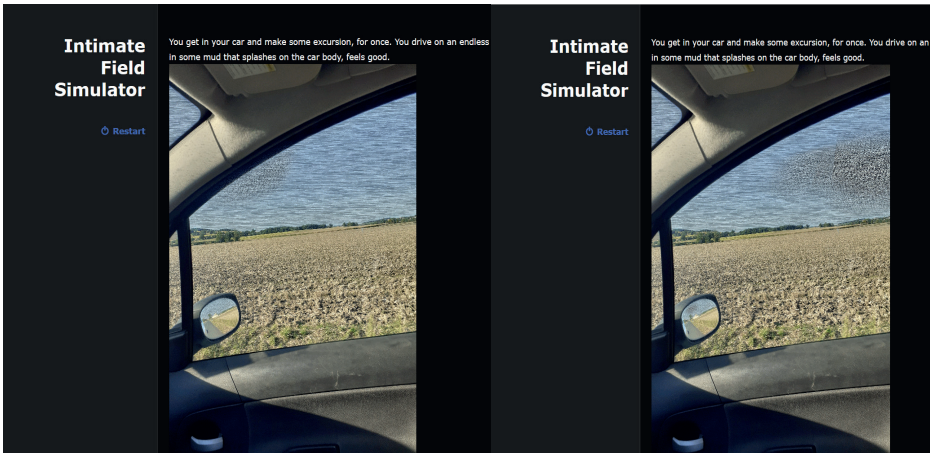 Intimate
Field
Simulator
Restart
You get in your car and make some excursion, for once. You drive on an endless
in some mud that splashes on the car body, feels good.
Intimate
Field
Simulator
Restart
You get in your car and make some excursion, for once. You drive on an
in some mud that splashes on the car body, feels good.